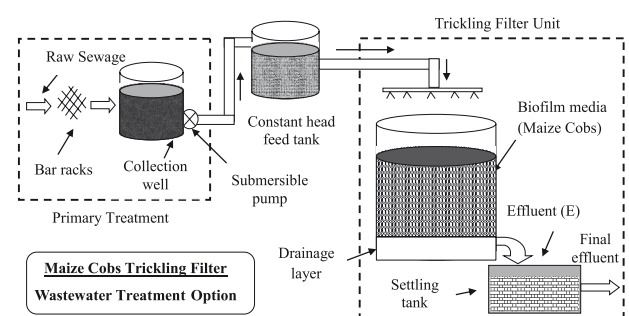 Trickling Filter Unit
Raw Sewage
Bar racks
Collection
well
Submersible
pump
Primary Treatment
Constant head
feed tank
Biofilm media
(Maize Cobs)
Drainage
layer
Effluent (E)
Final
effluent
Settling
tank
Maize Cobs Trickling Filter
Wastewater Treatment Option